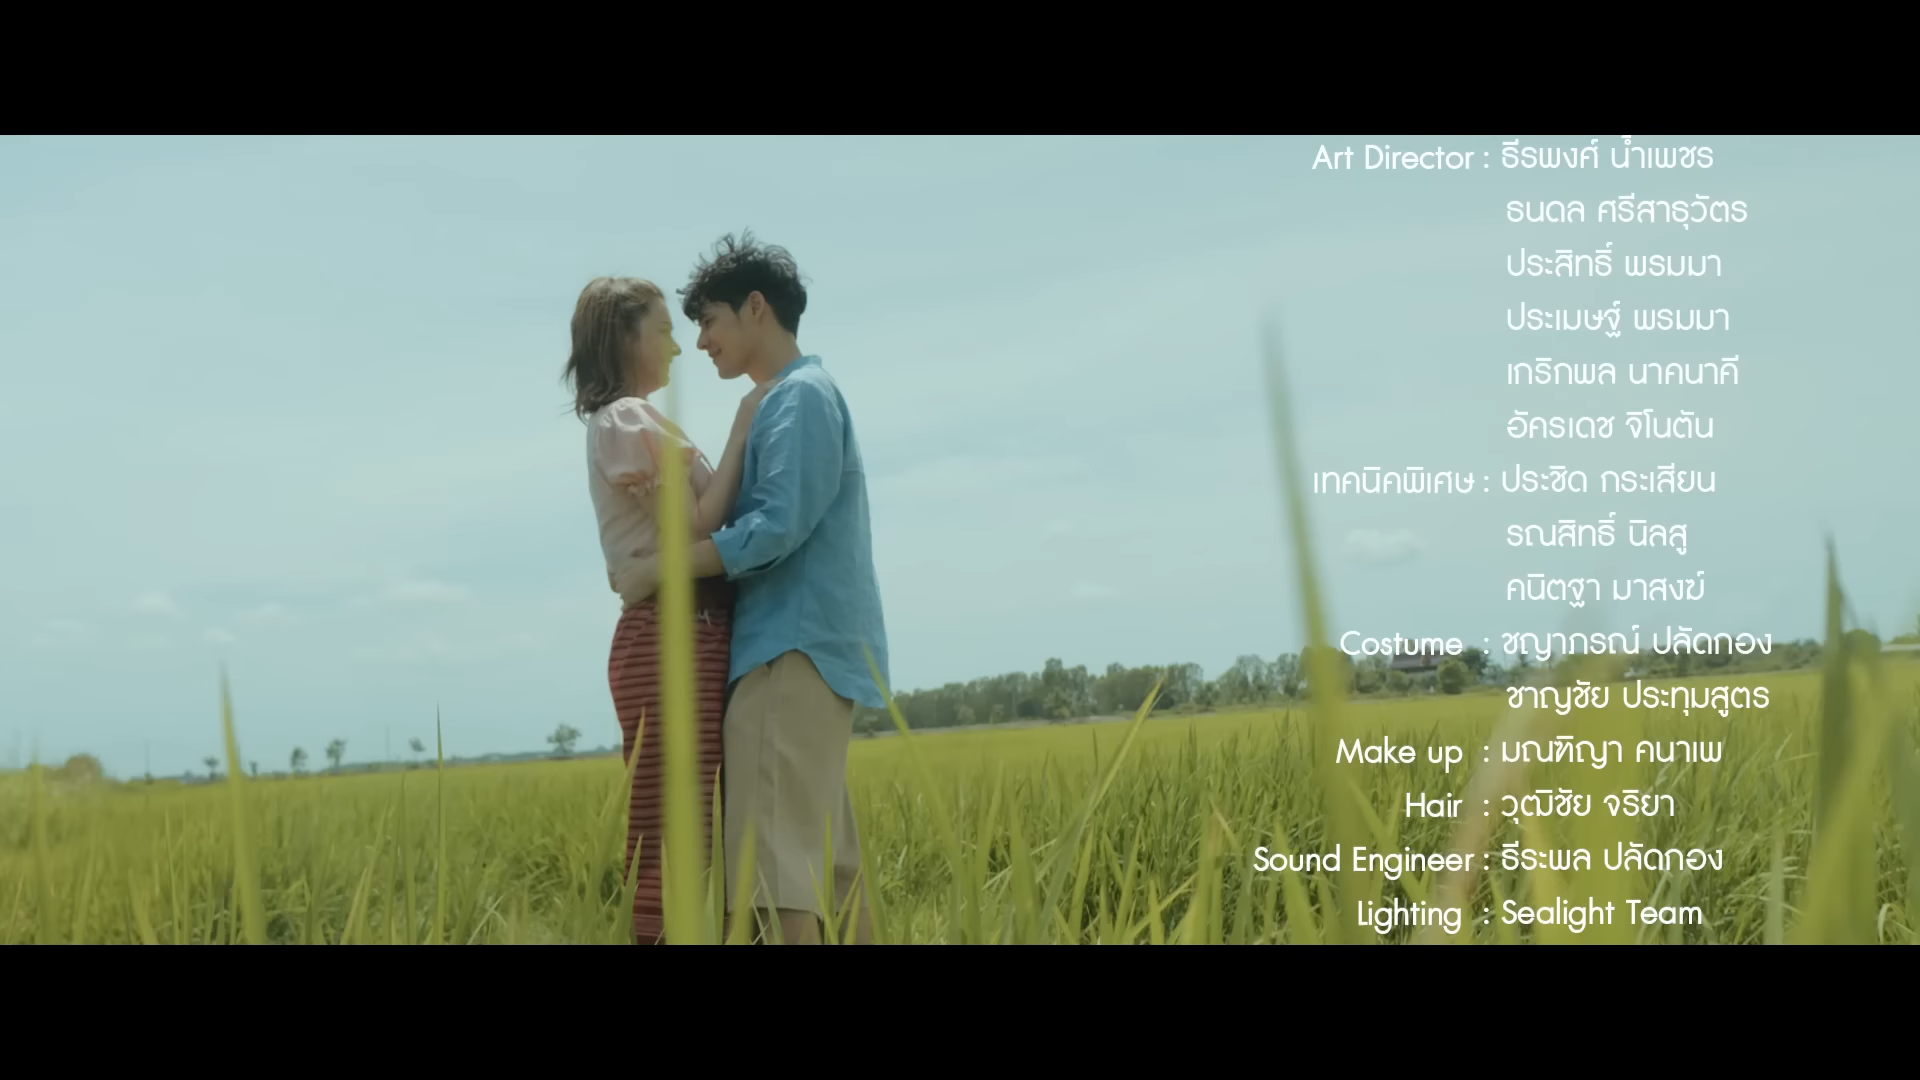 Art Director : ธีรพงศ์ น้ำเพชร
ธนดล ศรีสาธุวัตร
ประสิทธิ์ พรมมา
ประเมษฐ์ พรมมา
เกริกพล นาคนาคี
อัครเดช จิโนตัน
เทคนิคพิเศษ : ประชิด กระเสียน
รณสิทธิ์ นิลสู
คนิตฐา มาสงฆ์
Costume : ชญาภรณ์ ปลัดกอง
ชาญชัย ประทุมสูตร
Make up : มณฑิญา คนาเพ
Hair : วุฒิชัย จริยา
Sound Engineer : ธีระพล ปลัดกอง
Lighting : Sealight Team